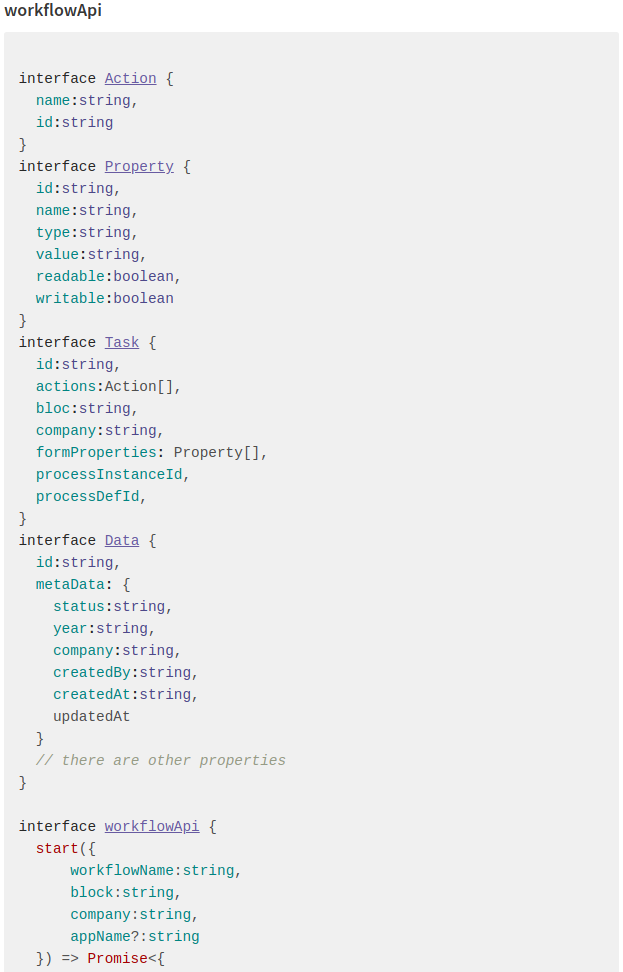 workflowApi
interface Action {
  name:string,
  id:string
}
interface Property {
  id:string,
  name:string,
  type:string,
  value:string,
  readable:boolean,
  writable:boolean
}
interface Task {
  id:string,
  actions:Action[],
  bloc:string,
  company:string,
  formProperties: Property[],
  processInstanceId,
  processDefId,
}
interface Data {
  id:string,
  metaData: {
    status:string,
    year:string,
    company:string,
    createdBy:string,
    createdAt:string,
    updatedAt
  }
  // there are other properties
}
interface workflowApi {
  start({
      workflowName:string,
      block:string,
      company:string,
      appName?:string
  }) => Promise<{